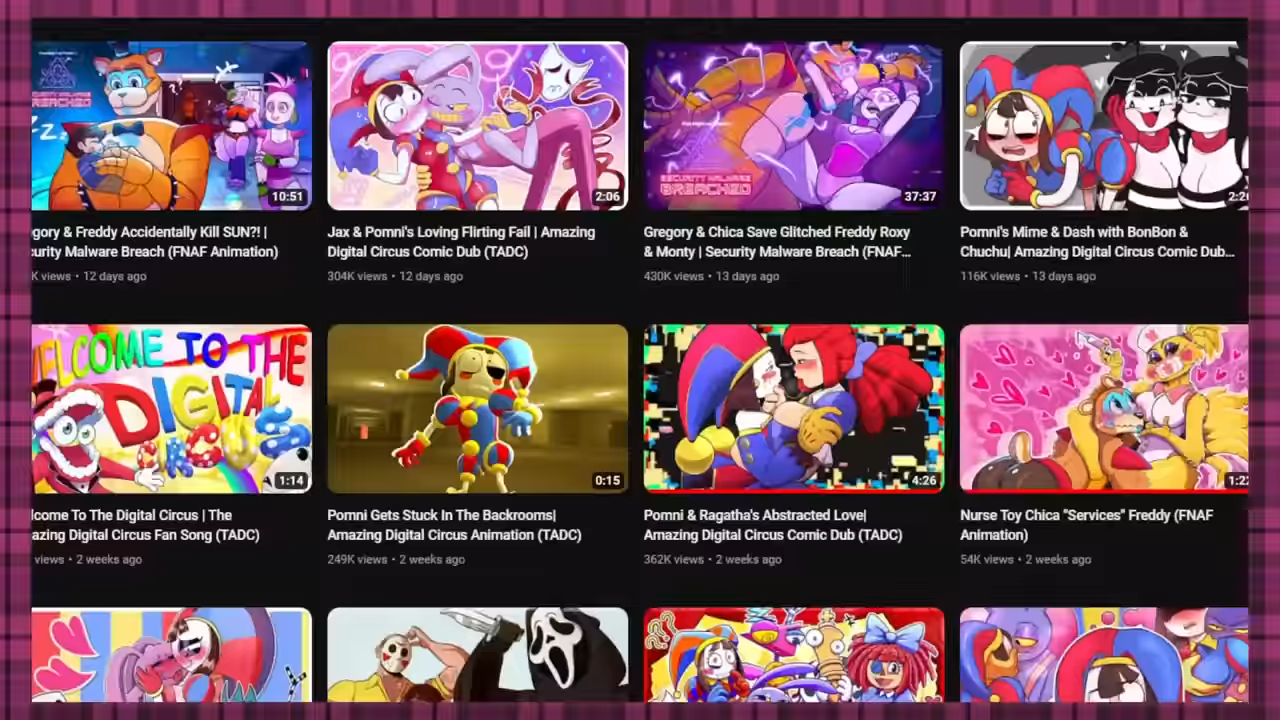 BREACHED
10:51
2:06
SECURITY MALWARE
BREACHED
37:37
gory & Freddy Accidentally Kill SUN?! |
curity Malware Breach (FNAF Animation)
K views • 12 days ago
Jax & Pomni's Loving Flirting Fail | Amazing
Digital Circus Comic Dub (TADC)
304K views • 12 days ago
Gregory & Chica Save Glitched Freddy Roxy
& Monty | Security Malware Breach (FNAF...
430K views • 13 days ago
Pomni's Mime & Dash with BonBon &
Chuchu| Amazing Digital Circus Comic Dub...
116K views • 13 days ago
WELCOME TO THE
DIGITAL
CIRCUS
1:14
0:15
4:26
1:22
lcome To The Digital Circus | The
azing Digital Circus Fan Song (TADC)
views • 2 weeks ago
Pomni Gets Stuck In The Backrooms|
Amazing Digital Circus Animation (TADC)
249K views • 2 weeks ago
Pomni & Ragatha's Abstracted Love|
Amazing Digital Circus Comic Dub (TADC)
362K views • 2 weeks ago
Nurse Toy Chica "Services" Freddy (FNAF
Animation)
54K views • 2 weeks ago